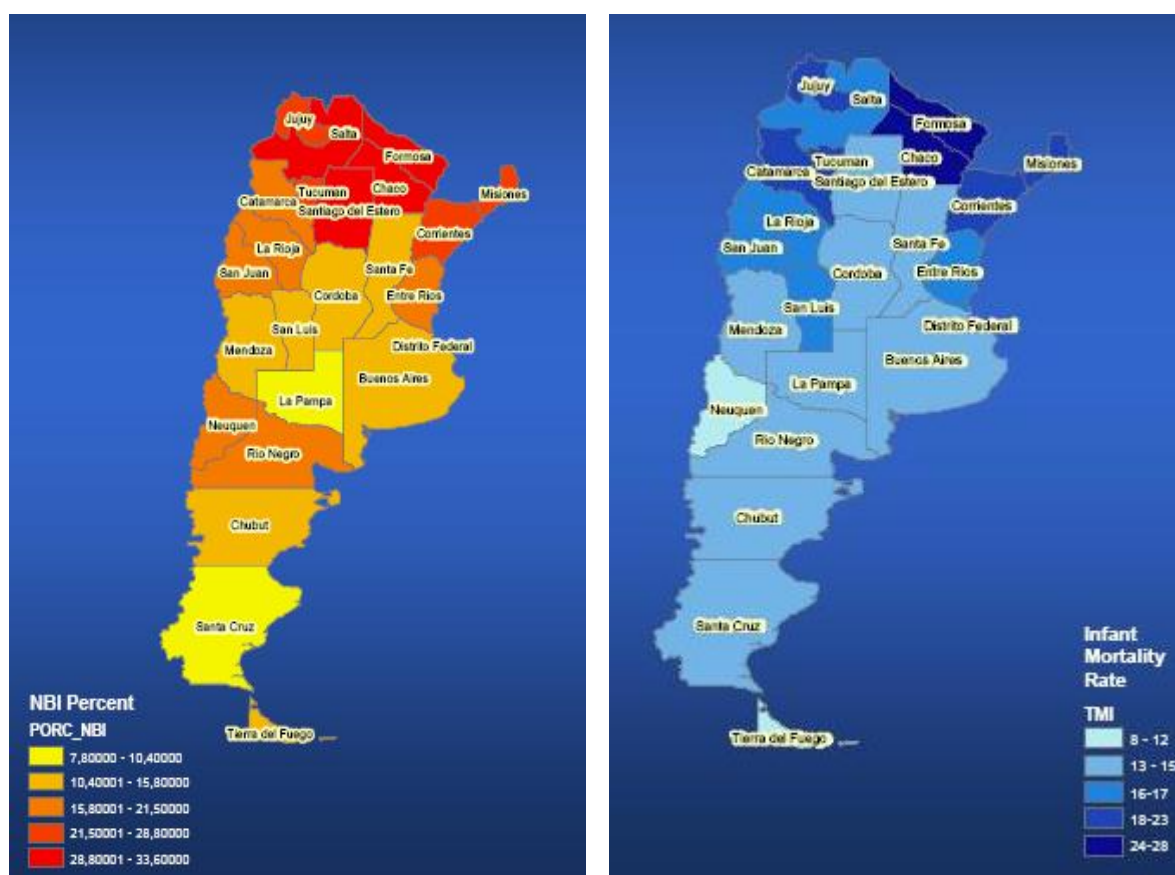 Jujuy
Salta
Formosa
Chaco
Misiones
Tucuman
Catamarca
Santiago del Estero
Corrientes
La Rioja
Santa Fe
San Juan
Cordoba
Entre Rios
San Luis
Mendoza
Distrito Federal
Buenos Aires
La Pampa
Neuquen
Rio Negro
Chubut
Santa Cruz
Tierra del Fuego
NBI Percent
PORC_NBI
7,80000 - 10,40000
10,40001 - 15,80000
15,80001 - 21,50000
21,50001 - 28,80000
28,80001 - 33,60000
Jujuy
Salta
Formosa
Chaco
Misiones
Tucuman
Catamarca
Santiago del Estero
Corrientes
La Rioja
Santa Fe
San Juan
Cordoba
Entre Rios
San Luis
Mendoza
Distrito Federal
Buenos Aires
La Pampa
Neuquen
Rio Negro
Chubut
Santa Cruz
Tierra del Fuego
Infant
Mortality
Rate
TMI
8 - 12
13 - 15
16-17
18-23
24-28